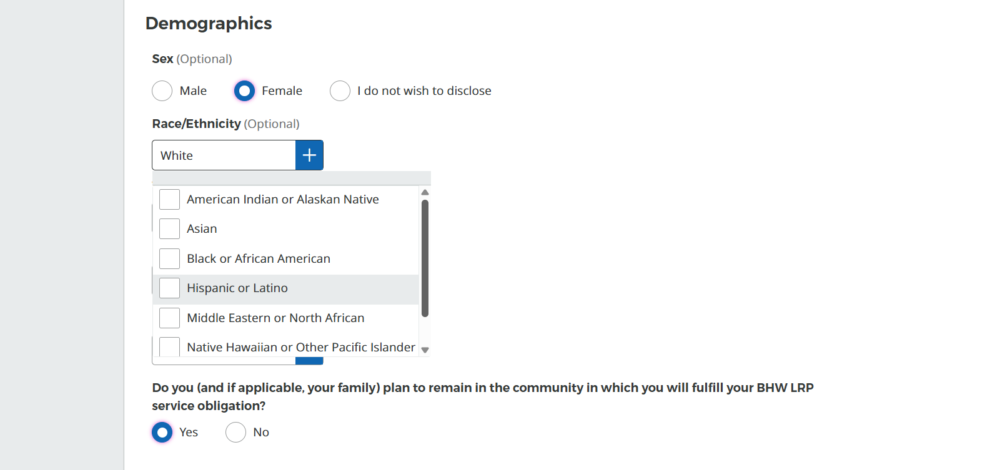 Demographics
Sex (Optional)
Male Female I do not wish to disclose
Race/Ethnicity (Optional)
White
American Indian or Alaskan Native
Asian
Black or African American
Hispanic or Latino
Middle Eastern or North African
Native Hawaiian or Other Pacific Islander
Do you (and if applicable, your family) plan to remain in the community in which you will fulfill your BHW LRP
service obligation?
Yes No